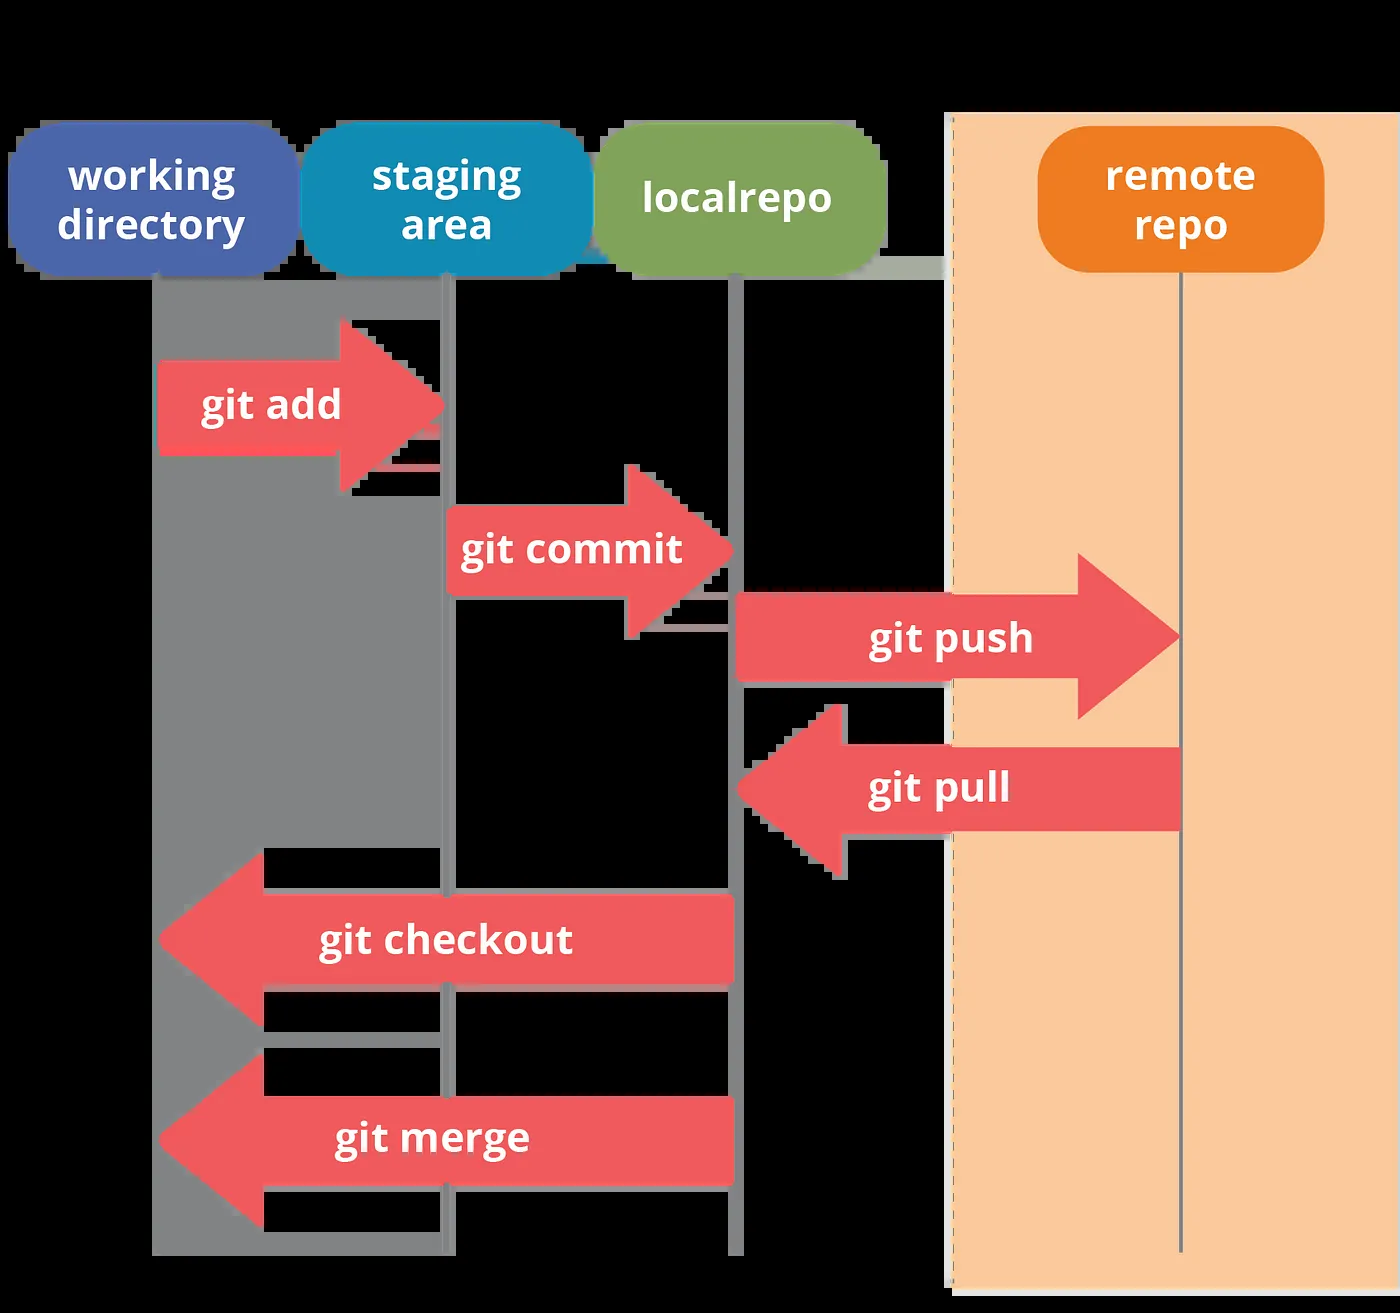 working
directory
staging
area
localrepo
remote
repo
git add
git commit
git push
git pull
git checkout
git merge